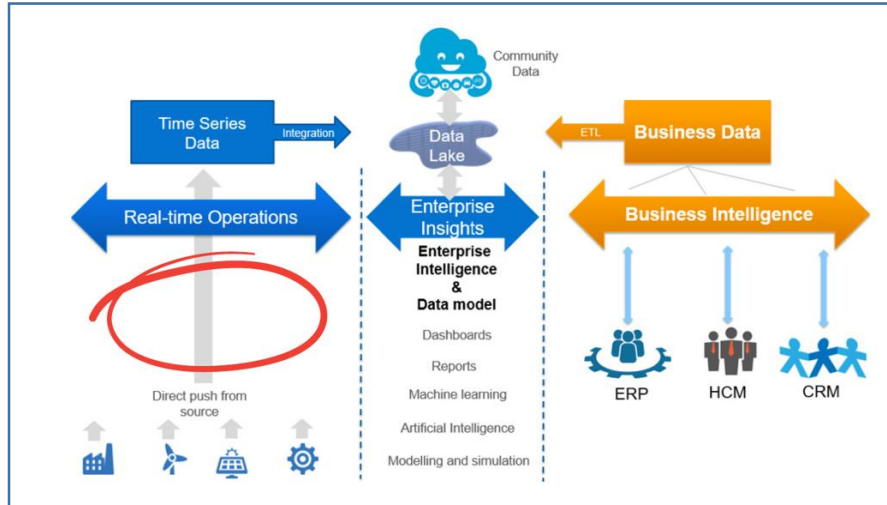 Community
Data
Time Series
Data
Integration
Data
Lake
ETL
Business Data
Real-time Operations
Enterprise
Insights
Business Intelligence
Enterprise
Intelligence
&
Data model
Dashboards
Reports
Machine learning
Artificial Intelligence
Modelling and simulation
Direct push from
source
ERP
HCM
CRM